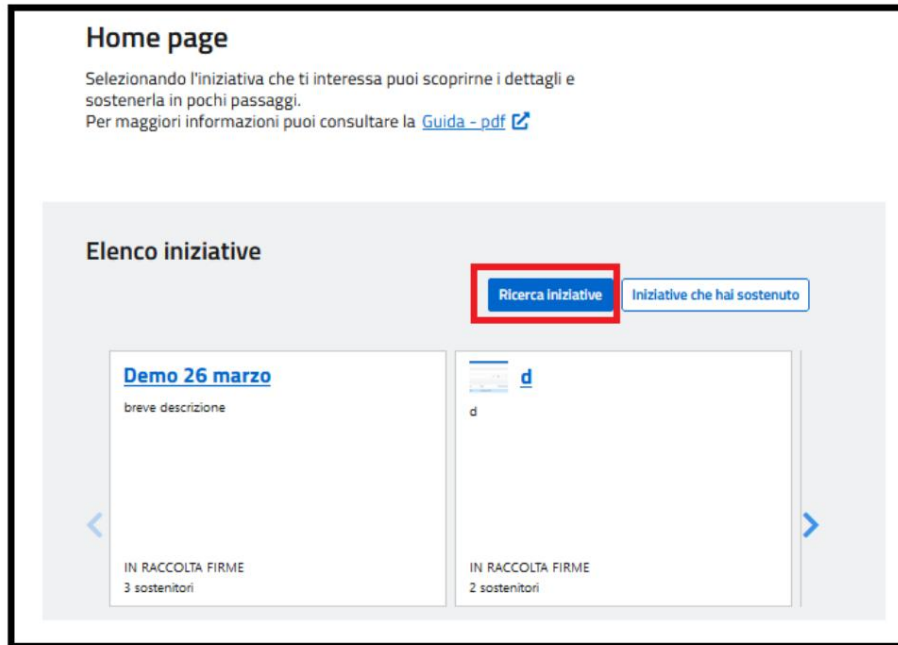 Home page
Selezionando l'iniziativa che ti interessa puoi scoprirne i dettagli e
sostenerla in pochi passaggi.
Per maggiori informazioni puoi consultare la Guida - pdf
Elenco iniziative
Ricerca iniziative
Iniziative che hai sostenuto
Demo 26 marzo
breve descrizione
IN RACCOLTA FIRME
3 sostenitori
d
d
IN RACCOLTA FIRME
2 sostenitori